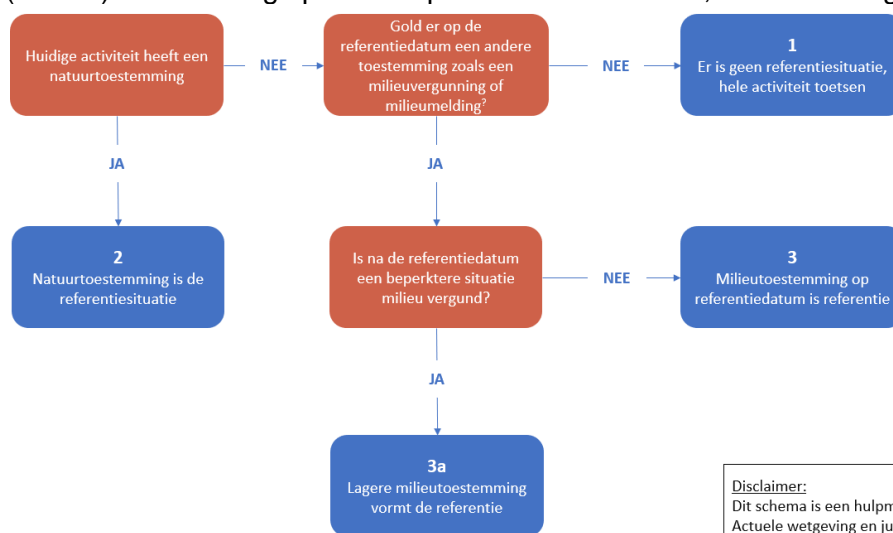 Huidige activiteit heeft een
natuurtoestemming
NEE
Gold er op de
referentiedatum een andere
toestemming zoals een
milieuvergunning of
milieumelding?
NEE
1
Er is geen referentiesituatie,
hele activiteit toetsen
JA
JA
2
Natuurtoestemming is de
referentiesituatie
Is na de referentiedatum
een beperktere situatie
milieu vergund?
NEE
3
Milieutoestemming op
referentiedatum is referentie
JA
3a
Lagere milieutoestemming
vormt de referentie
Disclaimer:
Dit schema is een hulpm
Actuele wetgeving en ju